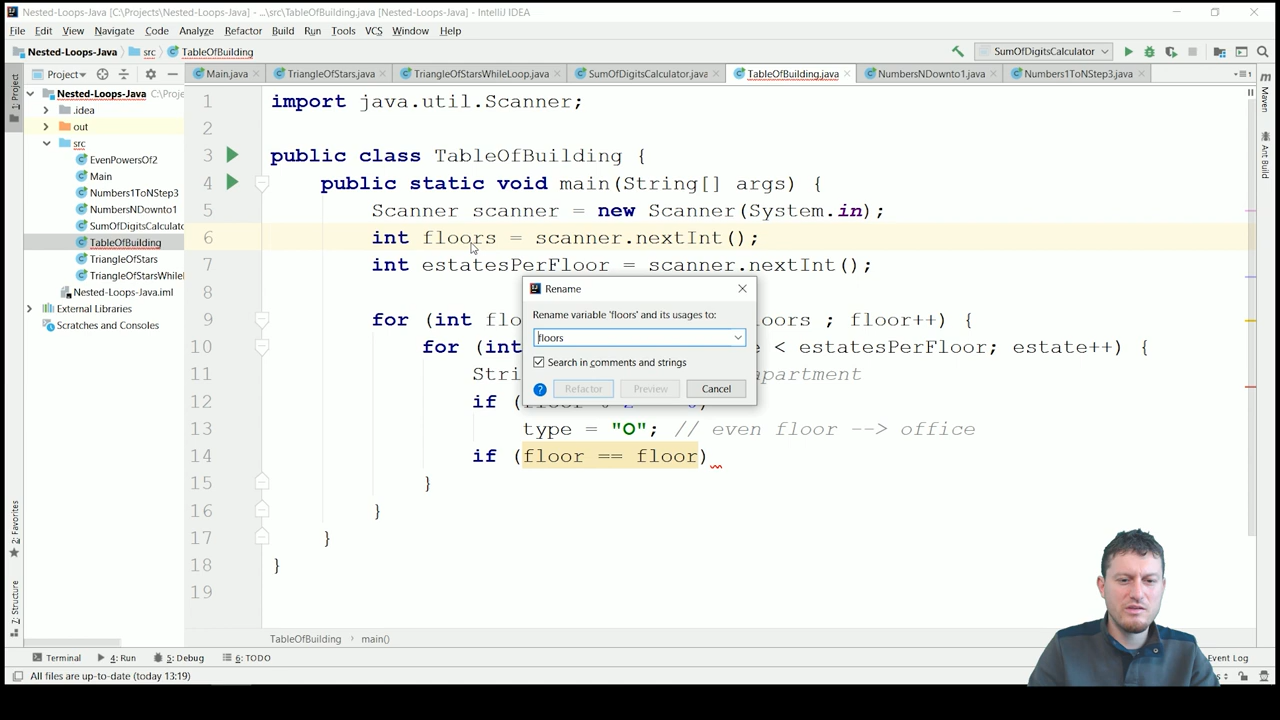 Nested-Loops-Java [C:\Projects\Nested-Loops-Java] - ...\src\TableOfBuilding.java [Nested-Loops-Java] - IntelliJ IDEA
File Edit View Navigate Code Analyze Refactor Build Run Tools VCS Window Help
Nested-Loops-Java src TableOfBuilding SumOfDigitsCalculator
Project Main.java TriangleOfStars.java TriangleOfStarsWhileLoop.java SumOfDigitsCalculator.java TableOfBuilding.java NumbersNDownto1.java Numbers1ToNStep3.java
1: Project
Nested-Loops-Java C:\Proje
.idea
out
src
EvenPowersOf2
Main
Numbers1ToNStep3
NumbersNDownto1
SumOfDigitsCalculato
TableOfBuilding
TriangleOfStars
TriangleOfStarsWhileL
Nested-Loops-Java.iml
External Libraries
Scratches and Consoles
2: Favorites
7: Structure
Maven
Ant Build
1 import java.util.Scanner;
2
3 public class TableOfBuilding {
4 public static void main(String[] args) {
5 Scanner scanner = new Scanner(System.in);
6 int floors = scanner.nextInt();
7 int estatesPerFloor = scanner.nextInt();
8
9 for (int flo oors ; floor++) {
10 for (int e < estatesPerFloor; estate++) {
11 Stri apartment
12 if (
13 type = "O"; // even floor --> office
14 if (floor == floor)
15 }
16 }
17 }
18 }
19
Rename
Rename variable 'floors' and its usages to:
floors
Search in comments and strings
? Refactor Preview Cancel
TableOfBuilding main()
Terminal 4: Run 5: Debug 6: TODO Event Log
All files are up-to-date (today 13:19)